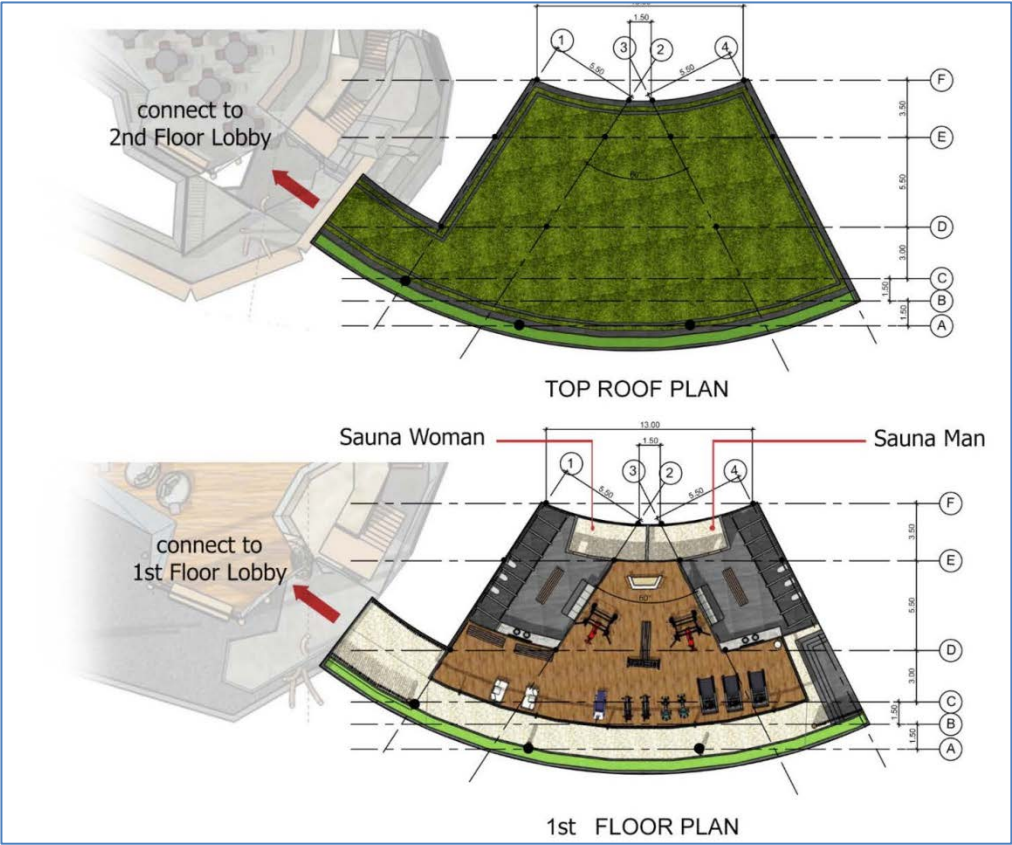 1.50
1
3
2
4
5.50
5.50
F
connect to
2nd Floor Lobby
3.50
E
60°
5.50
D
3.00
C
1.50
B
1.50
A
TOP ROOF PLAN
13.00
Sauna Woman
1.50
Sauna Man
1
3
2
4
5.50
5.50
F
3.50
connect to
1st Floor Lobby
E
60°
5.50
D
3.00
C
1.50
B
1.50
A
1st FLOOR PLAN